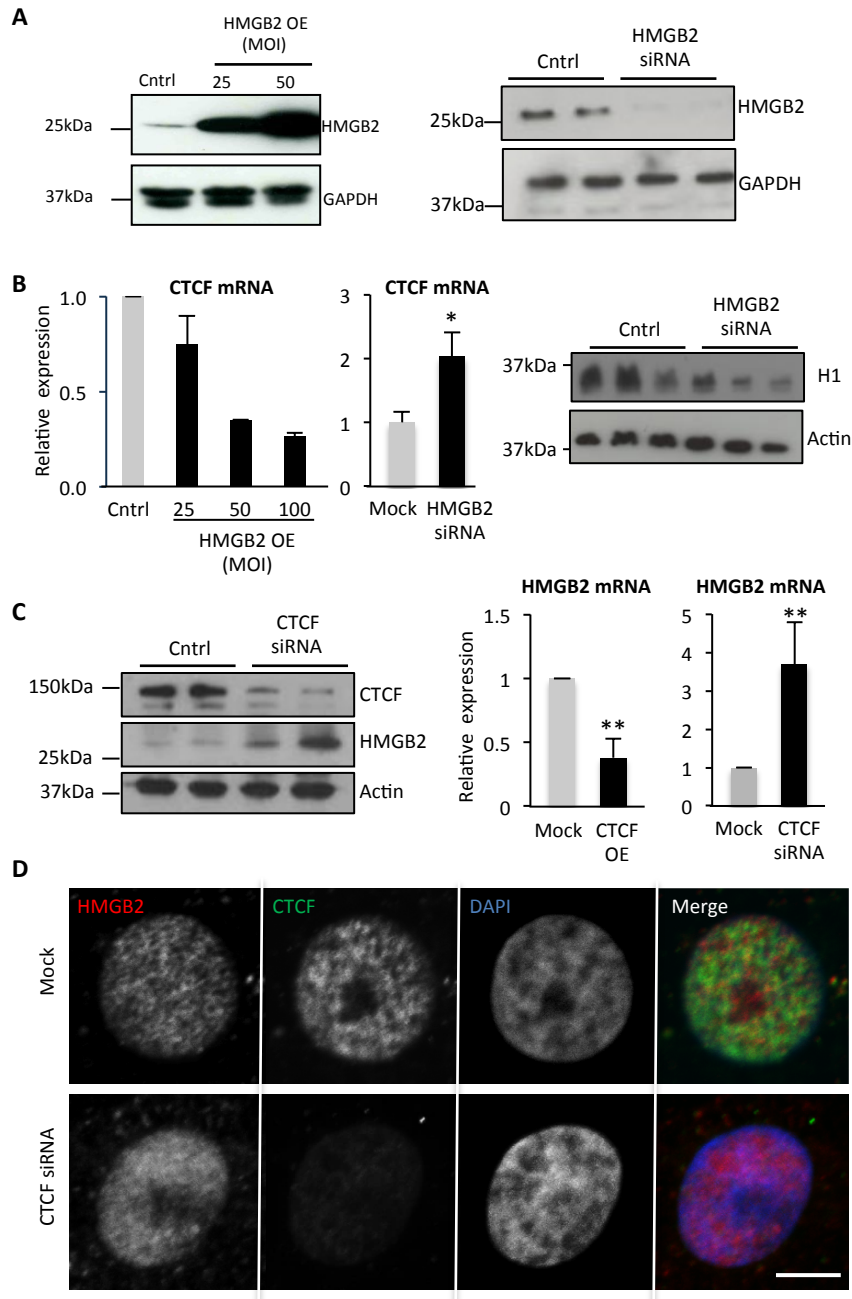 A
HMGB2 OE
(MOI)
Cntrl 25 50
25kDa HMGB2
37kDa GAPDH
HMGB2
siRNA
Cntrl
25kDa HMGB2
37kDa GAPDH
B
CTCF mRNA
Relative expression
1.0
0.5
0.0
Cntrl 25 50 100
HMGB2 OE
(MOI)
CTCF mRNA
3
2
1
0
*
Mock HMGB2
siRNA
HMGB2
siRNA
Cntrl
37kDa H1
37kDa Actin
C
CTCF
siRNA
Cntrl
150kDa CTCF
25kDa HMGB2
37kDa Actin
HMGB2 mRNA
Relative expression
1.5
1
0.5
0
**
Mock CTCF
OE
HMGB2 mRNA
5
4
3
2
1
0
**
Mock CTCF
siRNA
D
HMGB2 CTCF DAPI Merge
Mock
CTCF siRNA